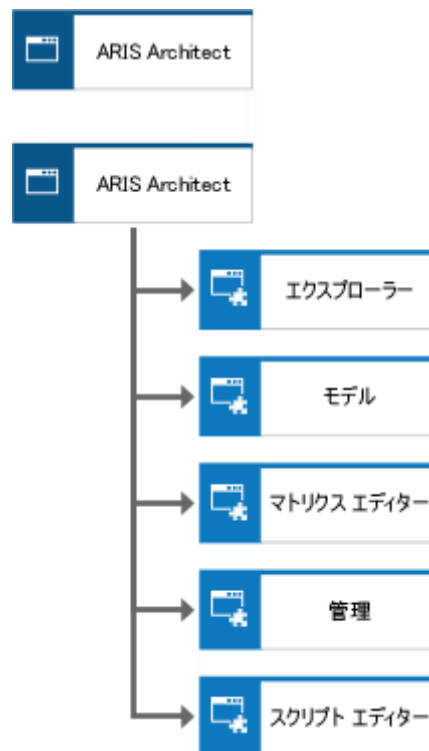 ARIS Architect
ARIS Architect
エクスプローラー
モデル
マトリクス エディター
管理
スクリプト エディター